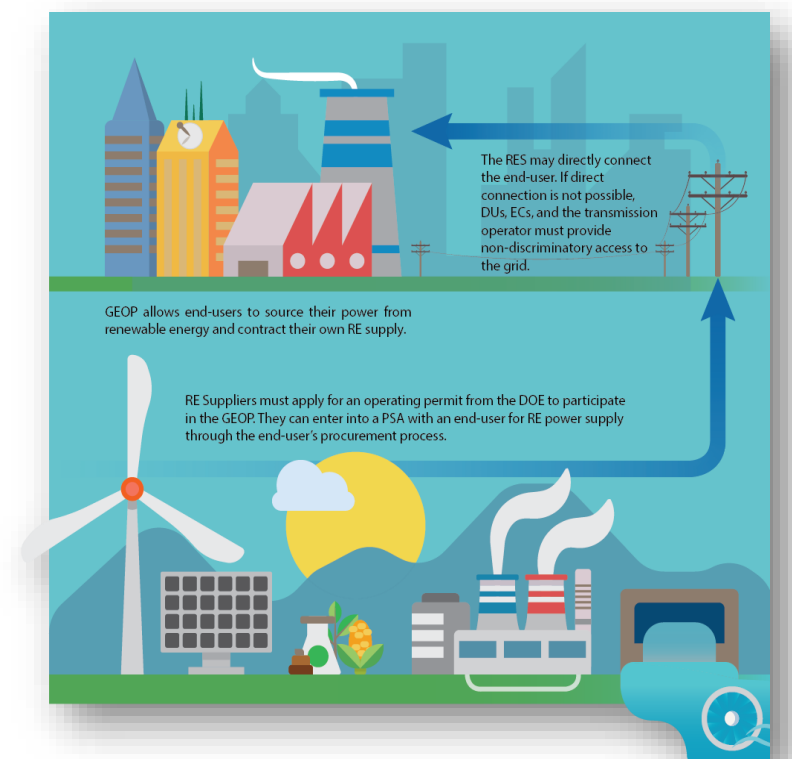 The RES may directly connect
the end-user. If direct
connection is not possible,
DUs, ECs, and the transmission
operator must provide
non-discriminatory access to
the grid.
GEOP allows end-users to source their power from
renewable energy and contract their own RE supply.
RE Suppliers must apply for an operating permit from the DOE to participate
in the GEOP. They can enter into a PSA with an end-user for RE power supply
through the end-user's procurement process.